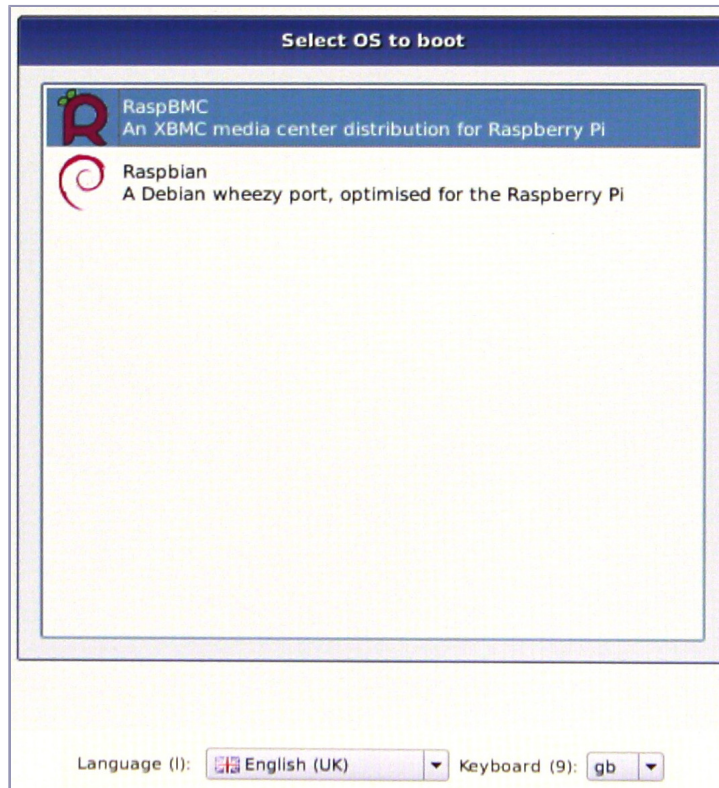 Select OS to boot
RaspBMC
An XBMC media center distribution for Raspberry Pi
Raspbian
A Debian wheezy port, optimised for the Raspberry Pi
Language (l): English (UK) Keyboard (9): gb